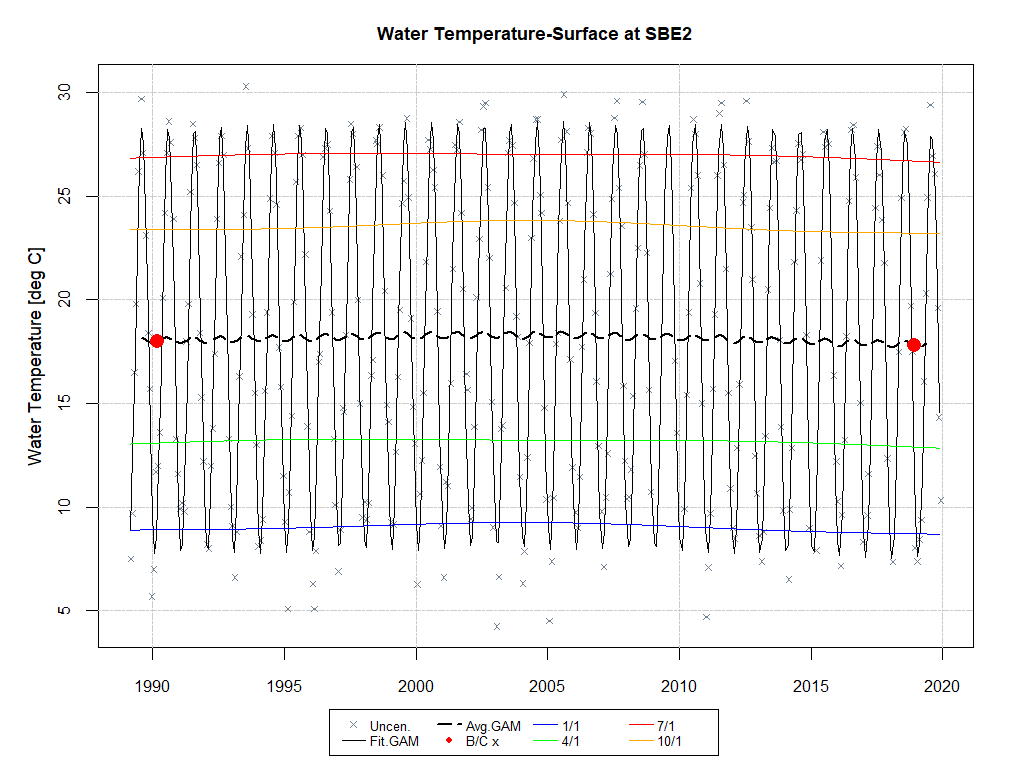 Water Temperature-Surface at SBE2
Water Temperature [deg C]
30
25
20
15
10
5
1990 1995 2000 2005 2010 2015 2020
Uncen. Avg.GAM 1/1 7/1
Fit.GAM B/C x 4/1 10/1